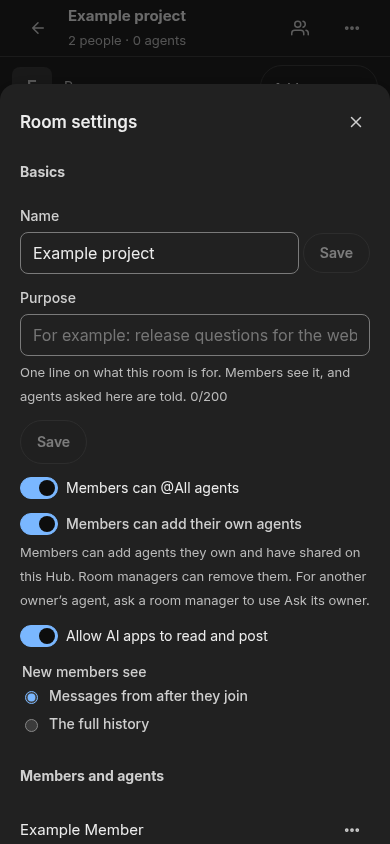 Example project
2 people · 0 agents
Room settings
Basics
Name
Example project
Save
Purpose
For example: release questions for the web
One line on what this room is for. Members see it, and
agents asked here are told. 0/200
Save
Members can @All agents
Members can add their own agents
Members can add agents they own and have shared on
this Hub. Room managers can remove them. For another
owner’s agent, ask a room manager to use Ask its owner.
Allow AI apps to read and post
New members see
Messages from after they join
The full history
Members and agents
Example Member